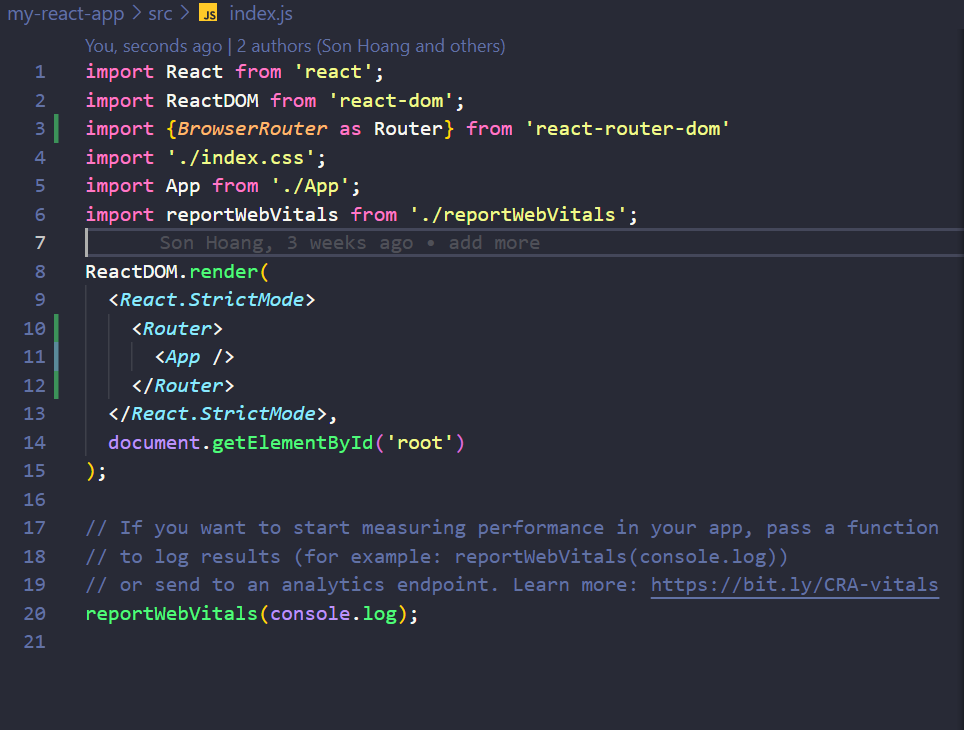 my-react-app > src > JS index.js
You, seconds ago | 2 authors (Son Hoang and others)
1 import React from 'react';
2 import ReactDOM from 'react-dom';
3 import {BrowserRouter as Router} from 'react-router-dom'
4 import './index.css';
5 import App from './App';
6 import reportWebVitals from './reportWebVitals';
7 Son Hoang, 3 weeks ago • add more
8 ReactDOM.render(
9   <React.StrictMode>
10     <Router>
11       <App />
12     </Router>
13   </React.StrictMode>,
14   document.getElementById('root')
15 );
16
17 // If you want to start measuring performance in your app, pass a function
18 // to log results (for example: reportWebVitals(console.log))
19 // or send to an analytics endpoint. Learn more: https://bit.ly/CRA-vitals
20 reportWebVitals(console.log);
21